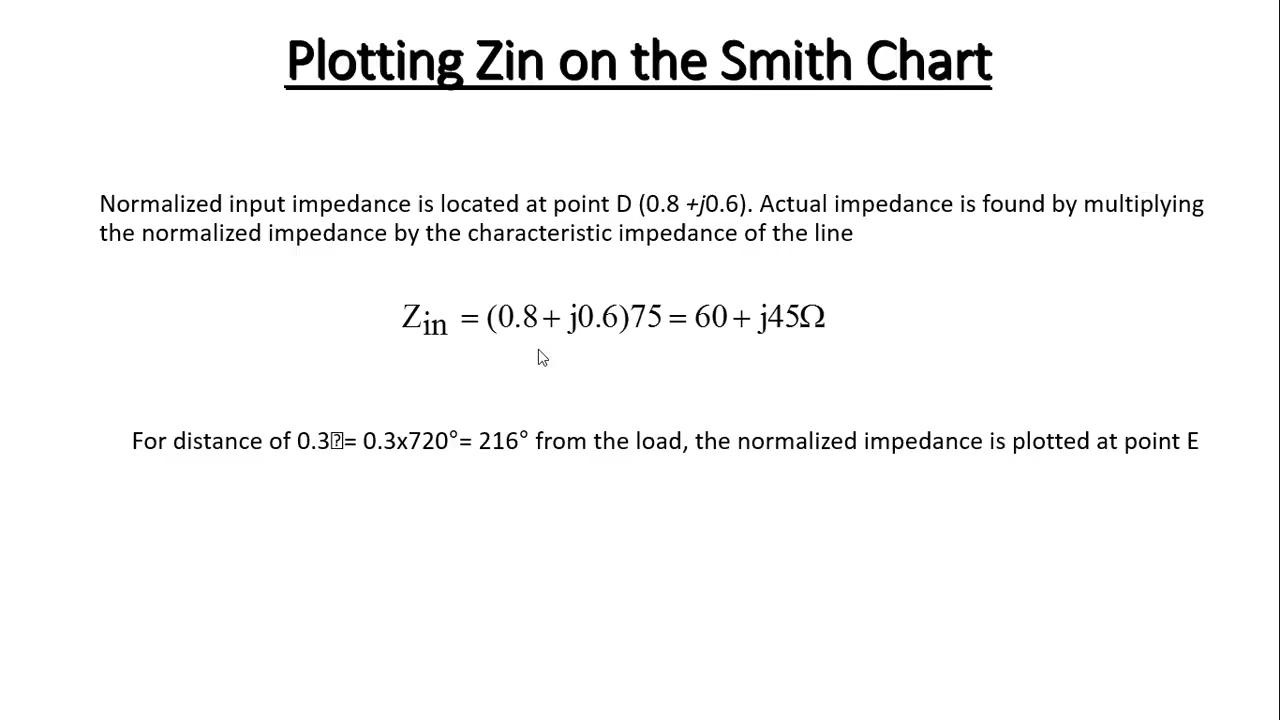 Plotting Zin on the Smith Chart
Normalized input impedance is located at point D (0.8 +j0.6). Actual impedance is found by multiplying
the normalized impedance by the characteristic impedance of the line
Zin = (0.8 + j0.6)75 = 60 + j45Ω
For distance of 0.3⍰= 0.3x720°= 216° from the load, the normalized impedance is plotted at point E